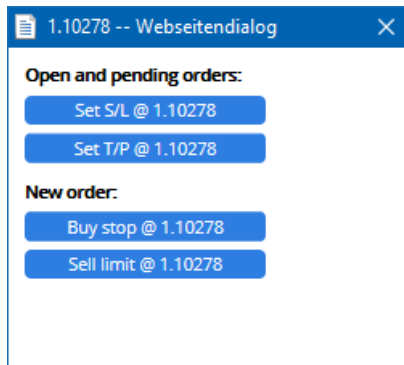 1.10278 -- Webseitendialog
Open and pending orders:
Set S/L @ 1.10278
Set T/P @ 1.10278
New order:
Buy stop @ 1.10278
Sell limit @ 1.10278